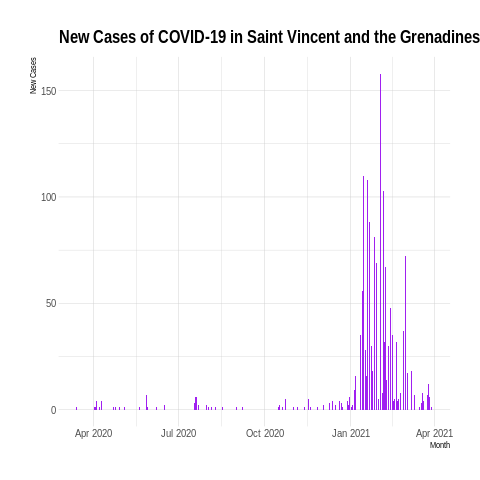 New Cases of COVID-19 in Saint Vincent and the Grenadines
New Cases
150
100
50
0
Apr 2020
Jul 2020
Oct 2020
Jan 2021
Apr 2021
Month